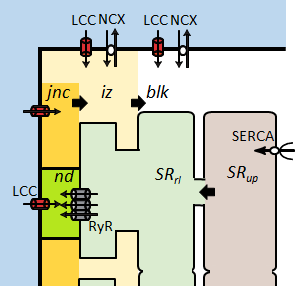 LCC NCX LCC NCX
jnc iz blk
SERCA
nd SRrl SRup
LCC
RyR